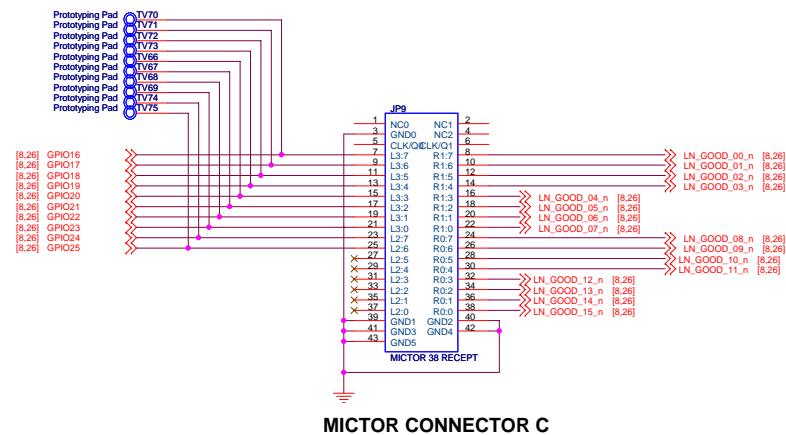 Prototyping Pad TV70
Prototyping Pad TV71
Prototyping Pad TV72
Prototyping Pad TV73
Prototyping Pad TV66
Prototyping Pad TV67
Prototyping Pad TV68
Prototyping Pad TV69
Prototyping Pad TV74
Prototyping Pad TV75
JP9
1 NC0 NC1 2
3 GND0 NC2 4
5 CLK/Q0 CLK/Q1 6
[8,26] GPIO16 7 L3:7 R1:7 8 LN_GOOD_00_n [8,26]
[8,26] GPIO17 9 L3:6 R1:6 10 LN_GOOD_01_n [8,26]
[8,26] GPIO18 11 L3:5 R1:5 12 LN_GOOD_02_n [8,26]
[8,26] GPIO19 13 L3:4 R1:4 14 LN_GOOD_03_n [8,26]
[8,26] GPIO20 15 L3:3 R1:3 16 LN_GOOD_04_n [8,26]
[8,26] GPIO21 17 L3:2 R1:2 18 LN_GOOD_05_n [8,26]
[8,26] GPIO22 19 L3:1 R1:1 20 LN_GOOD_06_n [8,26]
[8,26] GPIO23 21 L3:0 R1:0 22 LN_GOOD_07_n [8,26]
[8,26] GPIO24 23 L2:7 R0:7 24 LN_GOOD_08_n [8,26]
[8,26] GPIO25 25 L2:6 R0:6 26 LN_GOOD_09_n [8,26]
27 L2:5 R0:5 28 LN_GOOD_10_n [8,26]
29 L2:4 R0:4 30 LN_GOOD_11_n [8,26]
31 L2:3 R0:3 32 LN_GOOD_12_n [8,26]
33 L2:2 R0:2 34 LN_GOOD_13_n [8,26]
35 L2:1 R0:1 36 LN_GOOD_14_n [8,26]
37 L2:0 R0:0 38 LN_GOOD_15_n [8,26]
39 GND1 GND2 40
41 GND3 GND4 42
43 GND5
MICTOR 38 RECEPT
MICTOR CONNECTOR C